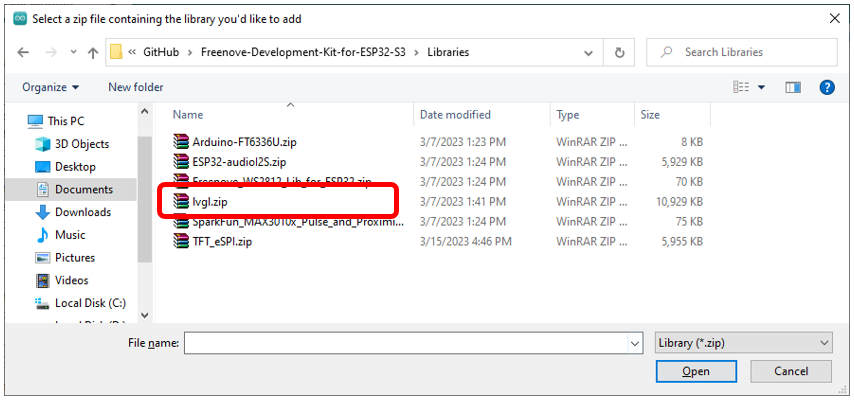 Select a zip file containing the library you'd like to add
« GitHub › Freenove-Development-Kit-for-ESP32-S3 › Libraries
Search Libraries
Organize New folder
Name Date modified Type Size
This PC
3D Objects
Desktop
Documents
Downloads
Music
Pictures
Videos
Local Disk (C:)
Local Disk (D:)
Arduino-FT6336U.zip 3/7/2023 1:23 PM WinRAR ZIP ... 8 KB
ESP32-audioI2S.zip 3/7/2023 1:24 PM WinRAR ZIP ... 5,929 KB
Freenove_WS2812_Lib_for_ESP32.zip 3/7/2023 1:24 PM WinRAR ZIP ... 70 KB
lvgl.zip 3/7/2023 1:41 PM WinRAR ZIP ... 10,929 KB
SparkFun_MAX3010x_Pulse_and_Proximi... 3/7/2023 1:24 PM WinRAR ZIP ... 75 KB
TFT_eSPI.zip 3/15/2023 4:46 PM WinRAR ZIP ... 5,955 KB
File name:
Library (*.zip)
Open Cancel